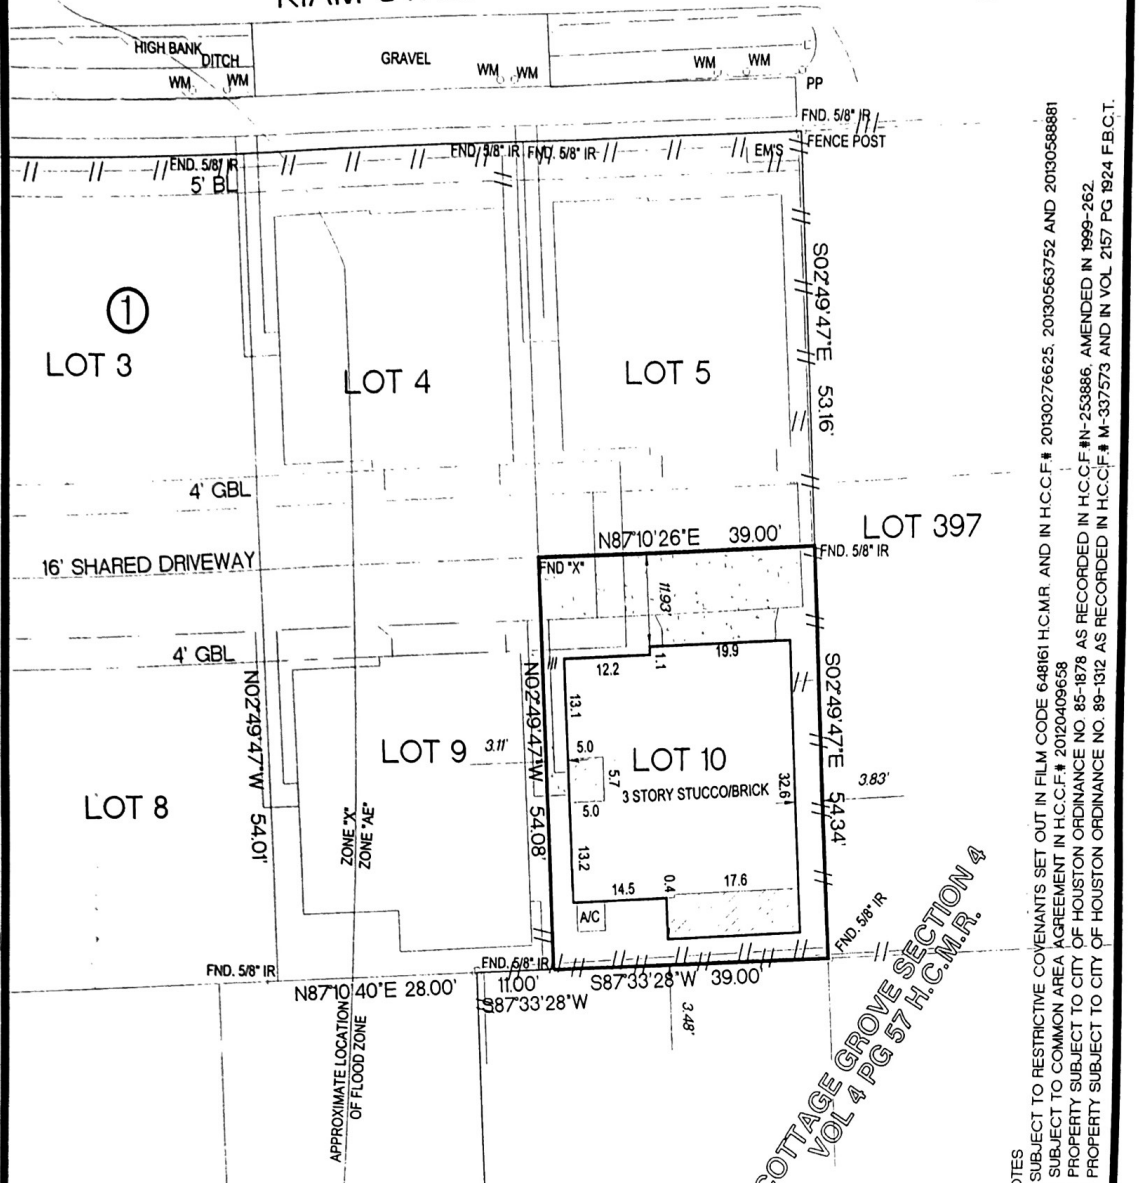 HIGH BANK
DITCH
GRAVEL
WM
WM
WM
WM
WM
WM
PP
FND. 5/8" IR
FENCE POST
FND. 5/8" IR
FND. 5/8" IR
FND. 5/8" IR
EM'S
5' BL
1
LOT 3
LOT 4
LOT 5
S02°49'47"E 53.16'
4' GBL
16' SHARED DRIVEWAY
4' GBL
N87°10'26"E 39.00'
LOT 397
FND. 5/8" IR
FND "X"
11.93'
12.2
1.1
19.9
13.1
5.0
5.7
5.0
13.2
LOT 10
3 STORY STUCCO/BRICK
32.6
14.5
0.4
17.6
A/C
S02°49'47"E 54.34'
3.83'
N02°49'47"W 54.08'
LOT 9
3.11'
N02°49'47"W 54.01'
LOT 8
ZONE "X"
ZONE "AE"
FND. 5/8" IR
FND. 5/8" IR
FND. 5/8" IR
N87°10'40"E 28.00'
11.00'
S87°33'28"W
S87°33'28"W 39.00'
3.48'
APPROXIMATE LOCATION
OF FLOOD ZONE
COTTAGE GROVE SECTION 4
VOL 4 PG 57 H.C.M.R.
SUBJECT TO RESTRICTIVE COVENANTS SET OUT IN FILM CODE 648161 H.C.M.R. AND IN H.C.C.F.# 20130276625, 20130563752 AND 20130588881
SUBJECT TO COMMON AREA AGREEMENT IN H.C.C.F.# 20120409658
PROPERTY SUBJECT TO CITY OF HOUSTON ORDINANCE NO. 85-1878 AS RECORDED IN H.C.C.F.#N-253886, AMENDED IN 1999-262.
PROPERTY SUBJECT TO CITY OF HOUSTON ORDINANCE NO. 89-1312 AS RECORDED IN H.C.C.F.# M-337573 AND IN VOL 2157 PG 1924 F.B.C.T.